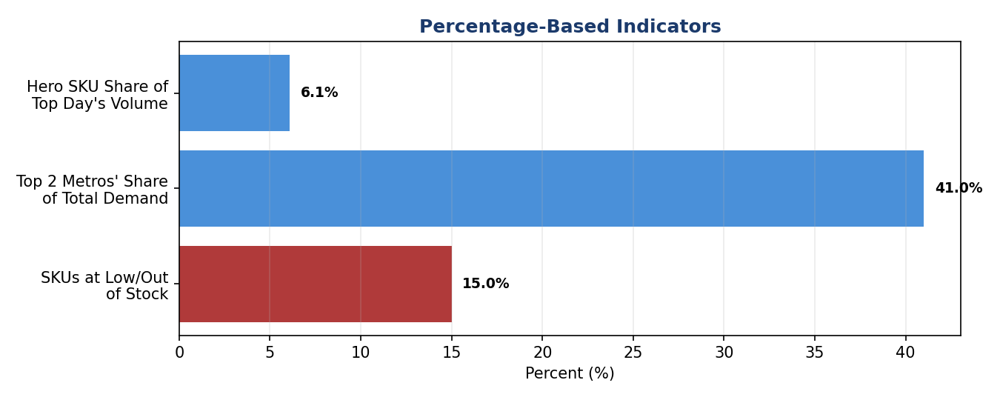 Percentage-Based Indicators
Hero SKU Share of
Top Day's Volume
6.1%
Top 2 Metros' Share
of Total Demand
41.0%
SKUs at Low/Out
of Stock
15.0%
0 5 10 15 20 25 30 35 40
Percent (%)